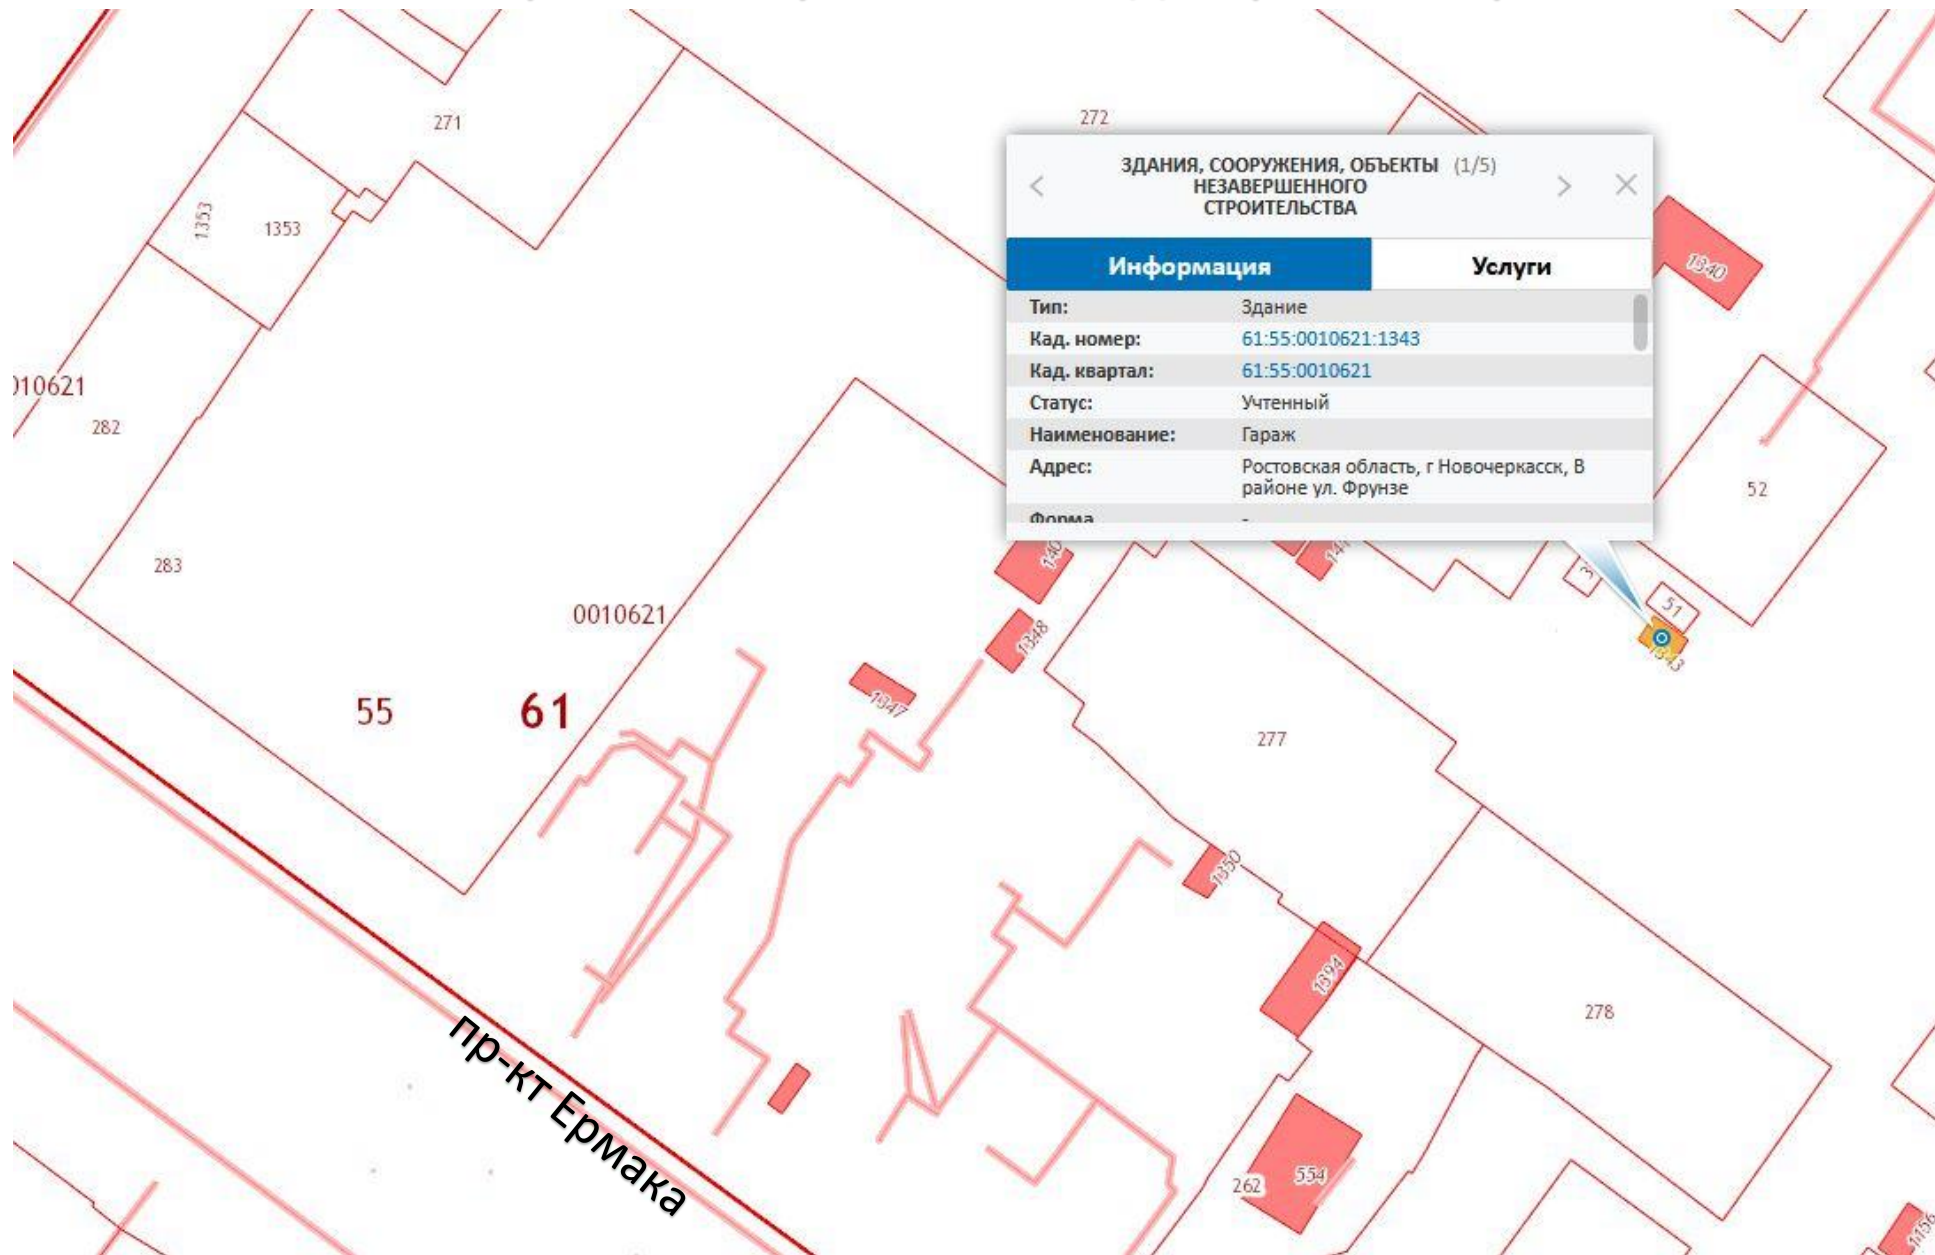 271
272
1353
1353
ЗДАНИЯ, СООРУЖЕНИЯ, ОБЪЕКТЫ (1/5)
НЕЗАВЕРШЕННОГО
СТРОИТЕЛЬСТВА
Информация
Услуги
Тип: Здание
Кад. номер: 61:55:0010621:1343
Кад. квартал: 61:55:0010621
Статус: Учтенный
Наименование: Гараж
Адрес: Ростовская область, г Новочеркасск, В
районе ул. Фрунзе
Форма -
1340
282
283
52
0010621
55
61
1348
1347
51
1343
277
1350
1394
278
пр-кт Ермака
262
554